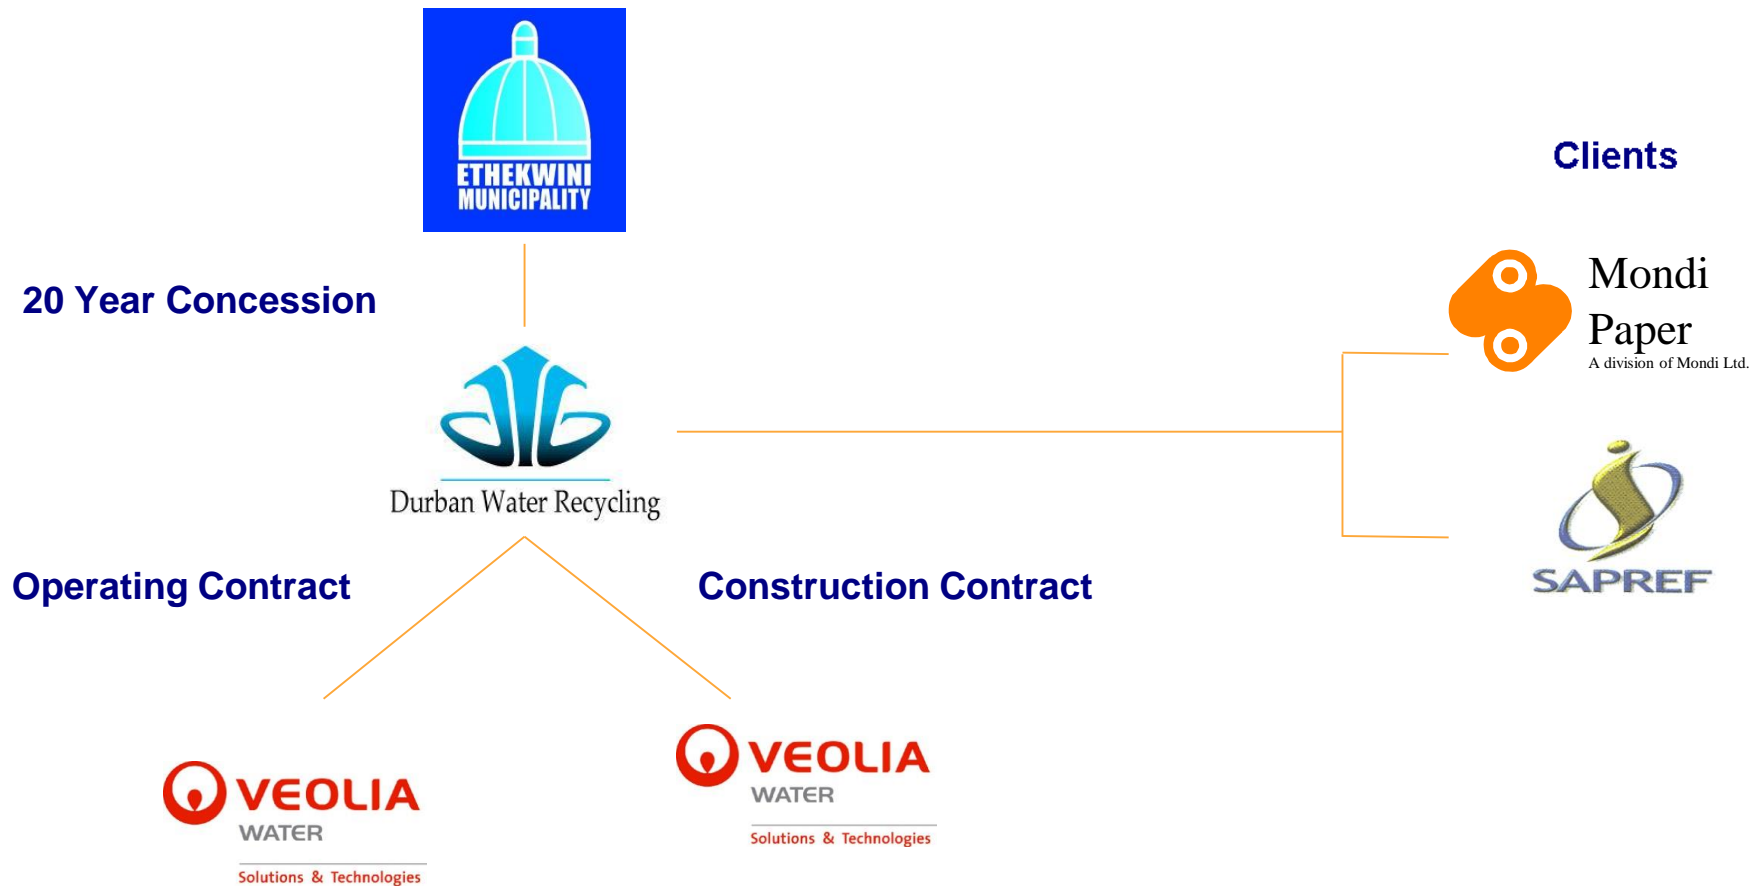 ETHEKWINI
MUNICIPALITY
Clients
20 Year Concession
Mondi
Paper
A division of Mondi Ltd.
Durban Water Recycling
SAPREF
Operating Contract
Construction Contract
VEOLIA
WATER
Solutions & Technologies
VEOLIA
WATER
Solutions & Technologies